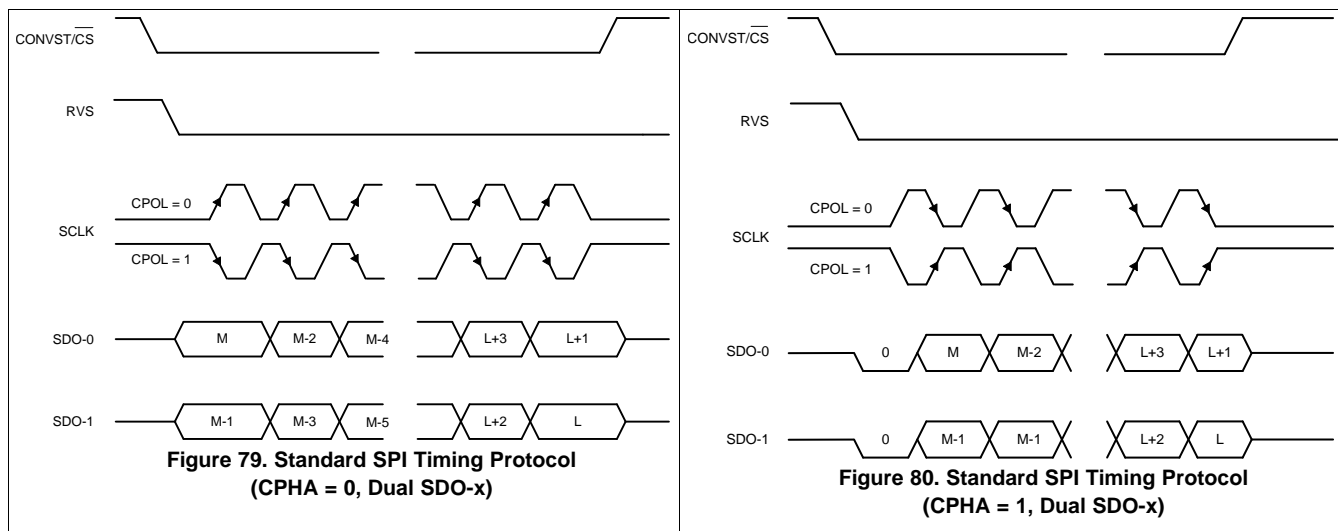 CONVST/CS
RVS
CPOL = 0
SCLK
CPOL = 1
SDO-0 M M-2 M-4 L+3 L+1
SDO-1 M-1 M-3 M-5 L+2 L
Figure 79. Standard SPI Timing Protocol
(CPHA = 0, Dual SDO-x)
CONVST/CS
RVS
CPOL = 0
SCLK
CPOL = 1
SDO-0 0 M M-2 L+3 L+1
SDO-1 0 M-1 M-1 L+2 L
Figure 80. Standard SPI Timing Protocol
(CPHA = 1, Dual SDO-x)